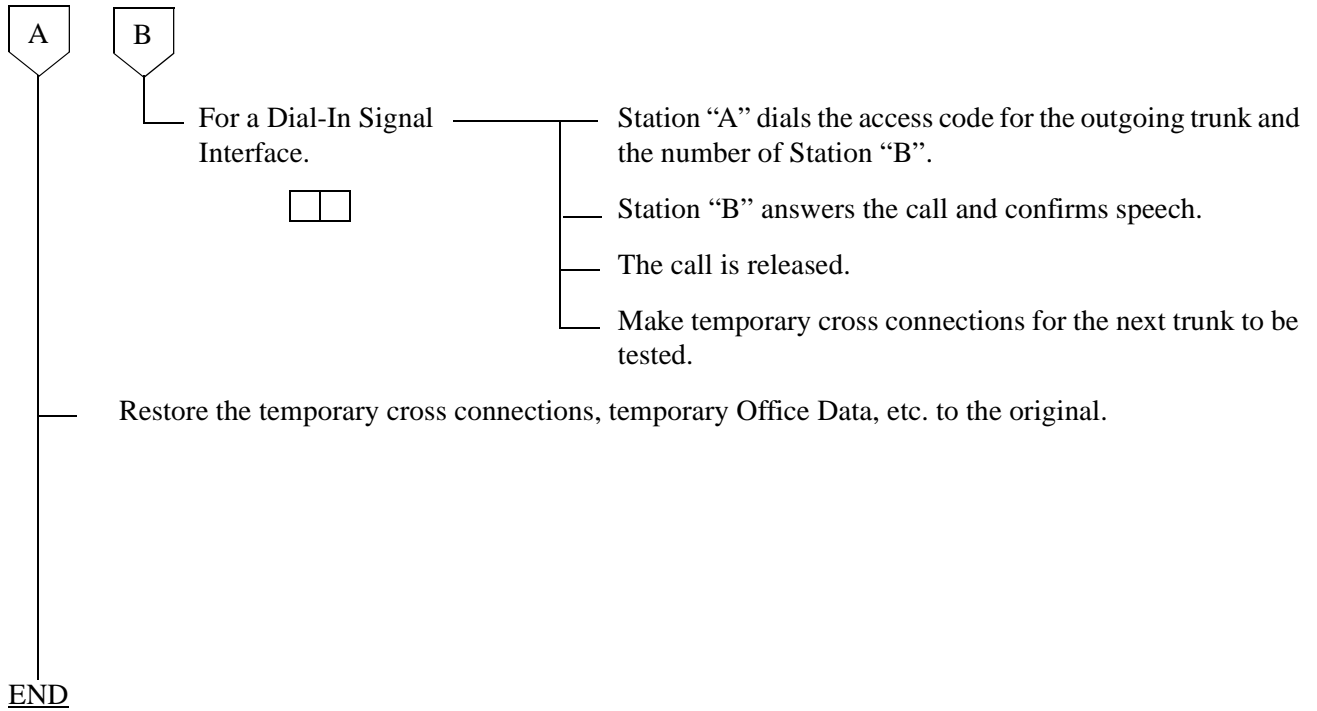 A
B
For a Dial-In Signal
Interface.
Station “A” dials the access code for the outgoing trunk and
the number of Station “B”.
Station “B” answers the call and confirms speech.
The call is released.
Make temporary cross connections for the next trunk to be
tested.
Restore the temporary cross connections, temporary Office Data, etc. to the original.
END